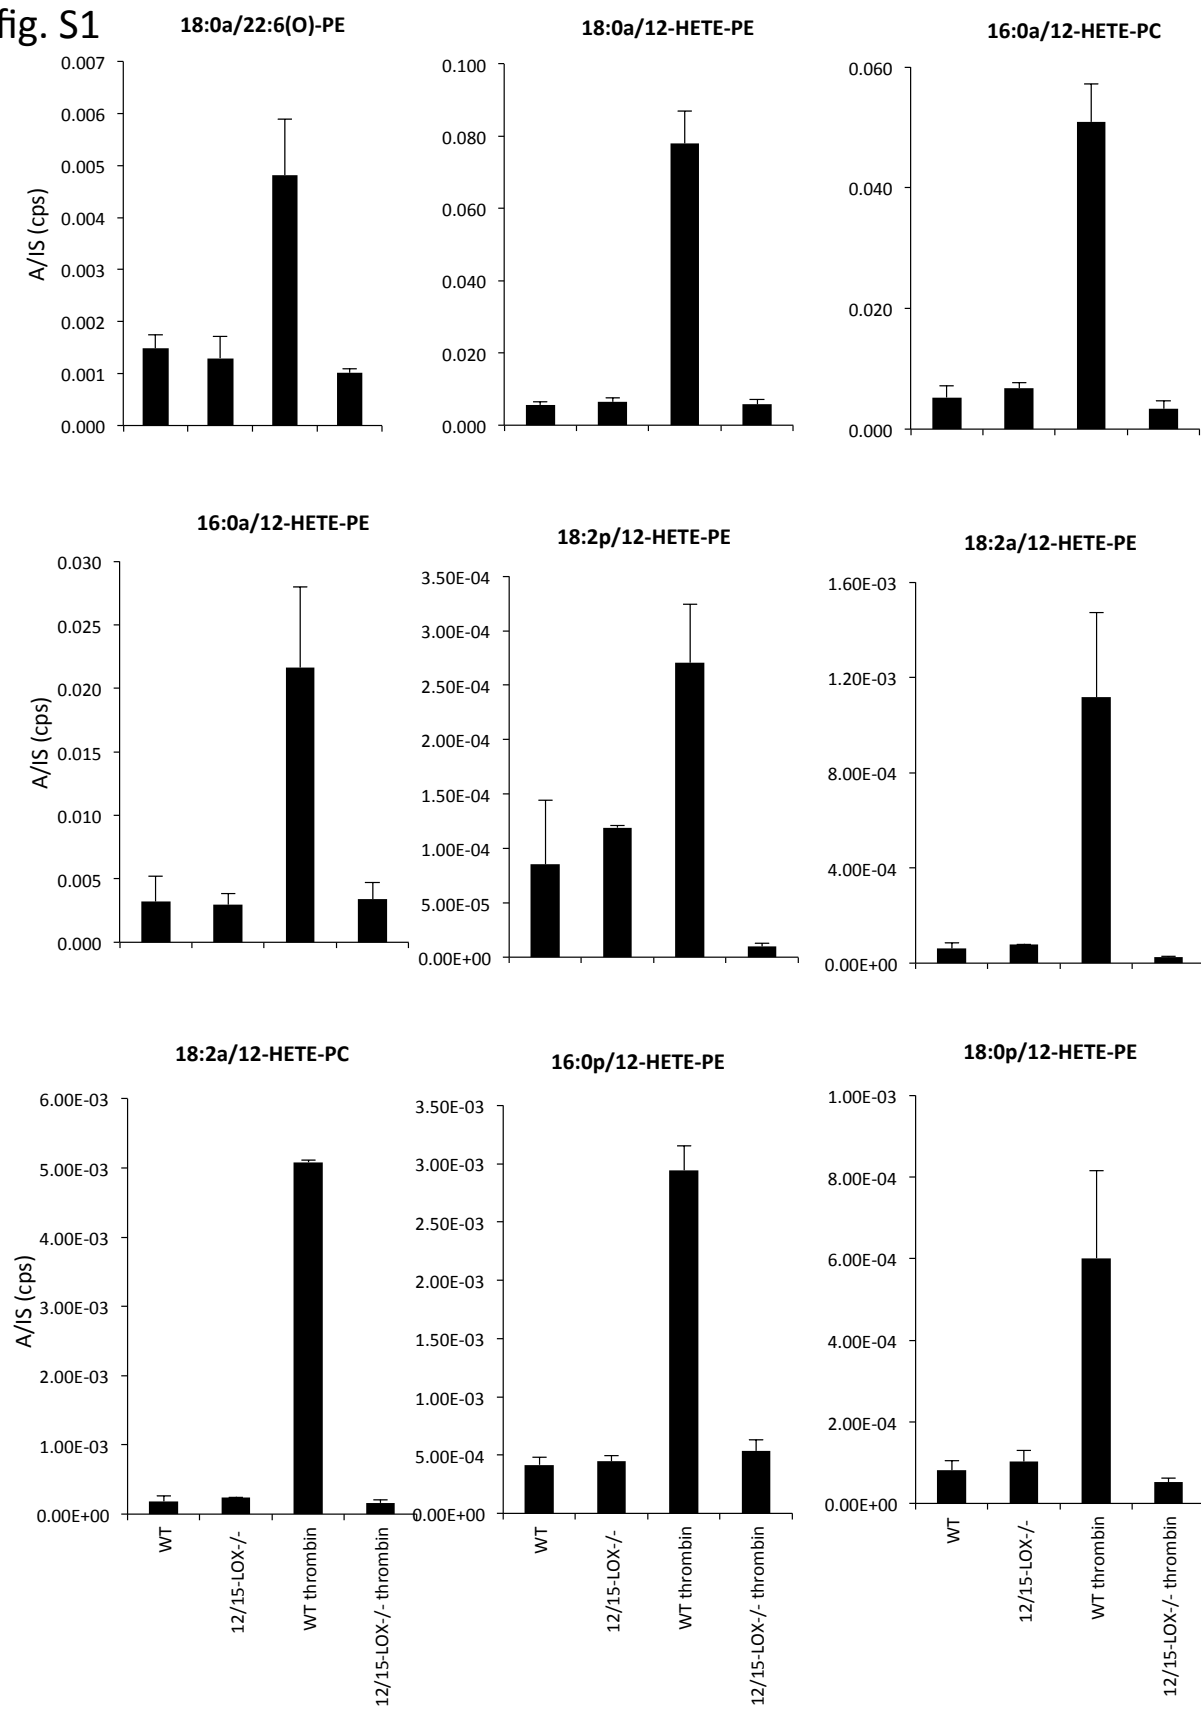 fig. S1
18:0a/22:6(O)-PE
18:0a/12-HETE-PE
16:0a/12-HETE-PC
A/IS (cps)
0.007
0.006
0.005
0.004
0.003
0.002
0.001
0.000
0.100
0.080
0.060
0.040
0.020
0.000
0.060
0.040
0.020
0.000
16:0a/12-HETE-PE
18:2p/12-HETE-PE
18:2a/12-HETE-PE
A/IS (cps)
0.030
0.025
0.020
0.015
0.010
0.005
0.000
3.50E-04
3.00E-04
2.50E-04
2.00E-04
1.50E-04
1.00E-04
5.00E-05
0.00E+00
1.60E-03
1.20E-03
8.00E-04
4.00E-04
0.00E+00
18:2a/12-HETE-PC
16:0p/12-HETE-PE
18:0p/12-HETE-PE
A/IS (cps)
6.00E-03
5.00E-03
4.00E-03
3.00E-03
2.00E-03
1.00E-03
0.00E+00
3.50E-03
3.00E-03
2.50E-03
2.00E-03
1.50E-03
1.00E-03
5.00E-04
0.00E+00
1.00E-03
8.00E-04
6.00E-04
4.00E-04
2.00E-04
0.00E+00
WT
12/15-LOX-/-
WT thrombin
12/15-LOX-/- thrombin
WT
12/15-LOX-/-
WT thrombin
12/15-LOX-/- thrombin
WT
12/15-LOX-/-
WT thrombin
12/15-LOX-/- thrombin